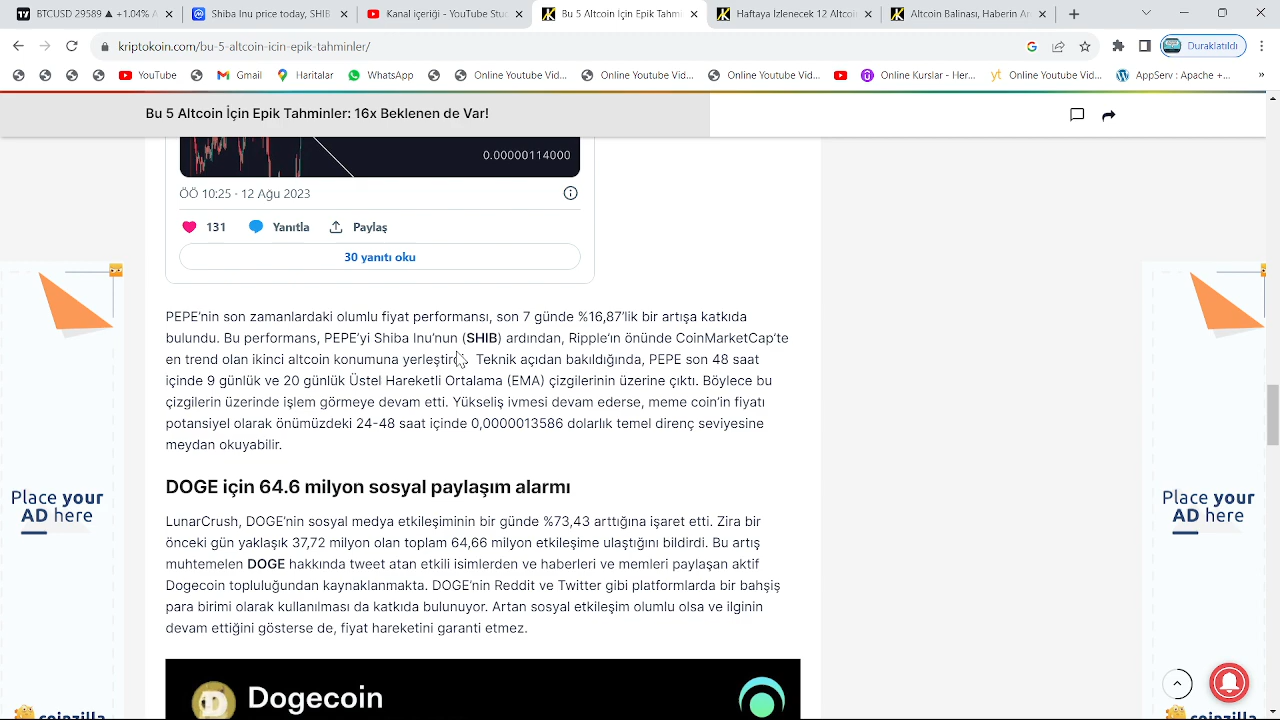 BTCUSD 29589 ▲ +1.04% A
Shiba Inu price today, SHIB
Kanal içeriği - YouTube Stu
Bu 5 Altcoin İçin Epik Tahmin
Haftaya İzlenecek 12 Altcoin
Altcoin Balinası, Haberin Ar
kriptokoin.com/bu-5-altcoin-icin-epik-tahminler/
Duraklatıldı
YouTube
Gmail
Haritalar
WhatsApp
Online Youtube Vid...
Online Youtube Vid...
Online Youtube Vid...
Online Kurslar - Her...
yt Online Youtube Vid...
AppServ : Apache +...
»
Bu 5 Altcoin İçin Epik Tahminler: 16x Beklenen de Var!
0.00000114000
ÖÖ 10:25 · 12 Ağu 2023
131 Yanıtla Paylaş
30 yanıtı oku
PEPE’nin son zamanlardaki olumlu fiyat performansı, son 7 günde %16,87’lik bir artışa katkıda
bulundu. Bu performans, PEPE’yi Shiba Inu’nun (SHIB) ardından, Ripple’ın önünde CoinMarketCap’te
en trend olan ikinci altcoin konumuna yerleştirdi. Teknik açıdan bakıldığında, PEPE son 48 saat
içinde 9 günlük ve 20 günlük Üstel Hareketli Ortalama (EMA) çizgilerinin üzerine çıktı. Böylece bu
çizgilerin üzerinde işlem görmeye devam etti. Yükseliş ivmesi devam ederse, meme coin’in fiyatı
potansiyel olarak önümüzdeki 24-48 saat içinde 0,0000013586 dolarlık temel direnç seviyesine
meydan okuyabilir.
DOGE için 64.6 milyon sosyal paylaşım alarmı
LunarCrush, DOGE’nin sosyal medya etkileşiminin bir günde %73,43 arttığına işaret etti. Zira bir
önceki gün yaklaşık 37,72 milyon olan toplam 64,66 milyon etkileşime ulaştığını bildirdi. Bu artış
muhtemelen DOGE hakkında tweet atan etkili isimlerden ve haberleri ve memleri paylaşan aktif
Dogecoin topluluğundan kaynaklanmakta. DOGE’nin Reddit ve Twitter gibi platformlarda bir bahşiş
para birimi olarak kullanılması da katkıda bulunuyor. Artan sosyal etkileşim olumlu olsa ve ilginin
devam ettiğini gösterse de, fiyat hareketini garanti etmez.
Dogecoin
Place your
AD here
coinzilla
Place your
AD here
coinzilla